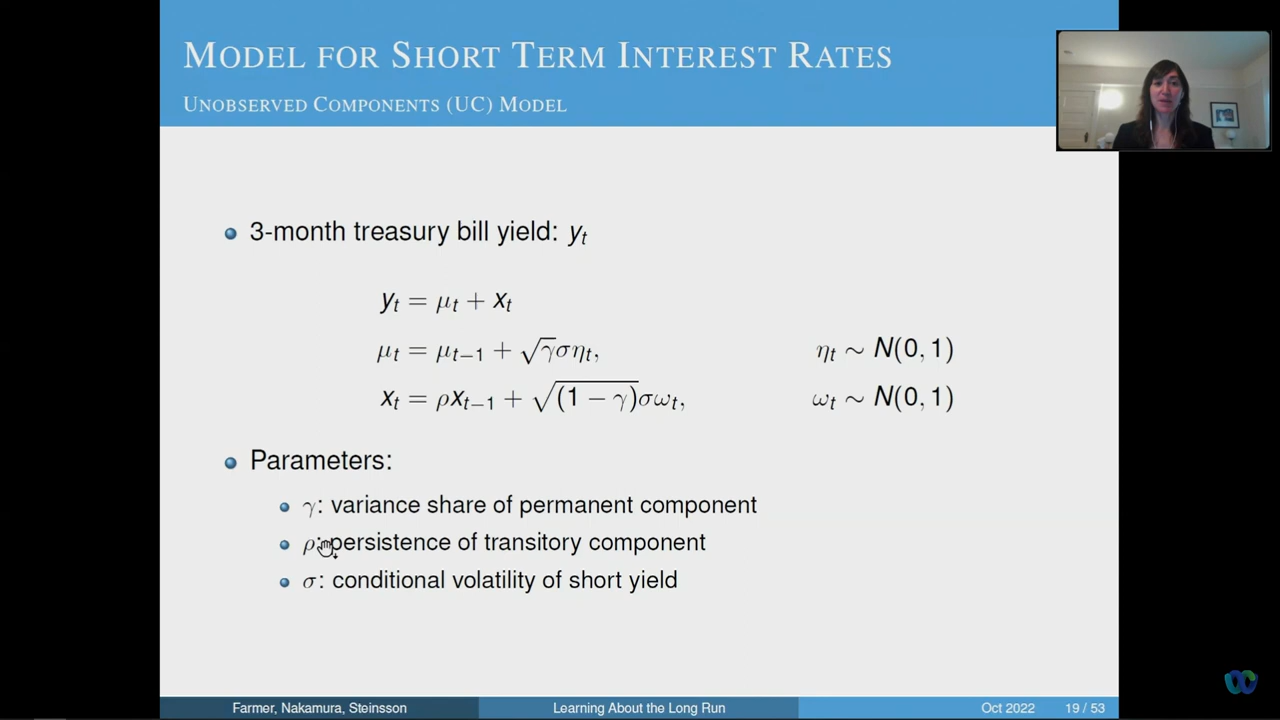 MODEL FOR SHORT TERM INTEREST RATES
UNOBSERVED COMPONENTS (UC) MODEL
3-month treasury bill yield: yₜ
yₜ = μₜ + xₜ
μₜ = μₜ₋₁ + √γσηₜ, ηₜ ∼ N(0, 1)
xₜ = ρxₜ₋₁ + √(1 − γ)σωₜ, ωₜ ∼ N(0, 1)
Parameters:
γ: variance share of permanent component
ρ: persistence of transitory component
σ: conditional volatility of short yield
Farmer, Nakamura, Steinsson Learning About the Long Run Oct 2022 19 / 53